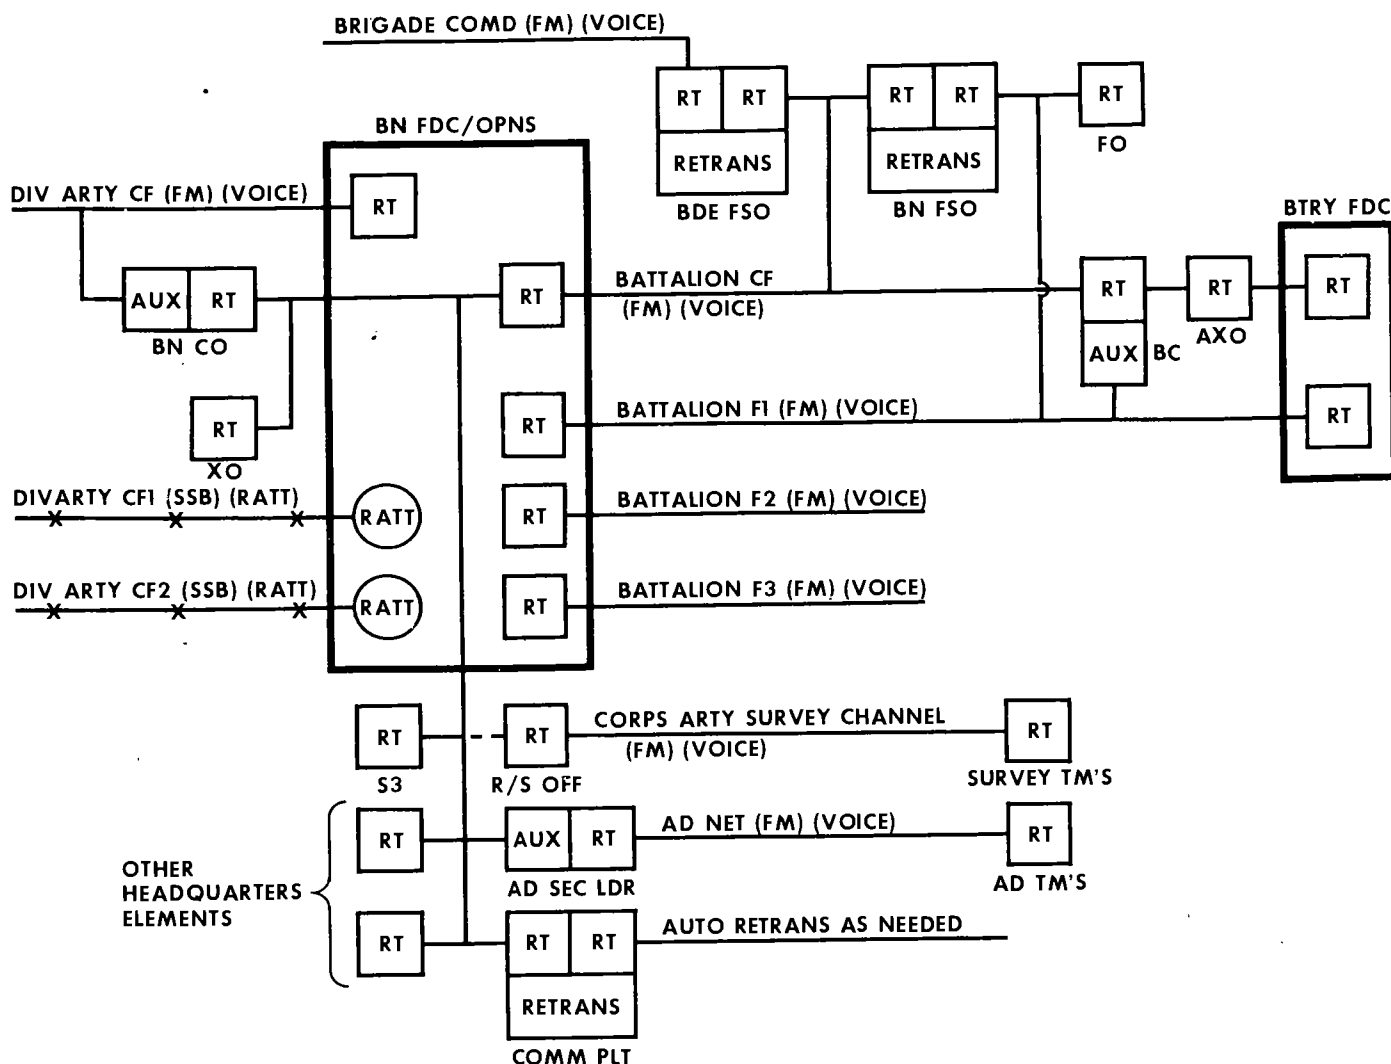 BRIGADE COMD (FM) (VOICE)
RT RT
RETRANS
BDE FSO
RT RT
RETRANS
BN FSO
RT
FO
BN FDC/OPNS
DIV ARTY CF (FM) (VOICE)
RT
BTRY FDC
AUX RT
BN CO
RT
BATTALION CF
(FM) (VOICE)
RT
AUX
BC
RT
AXO
RT
RT
XO
RT
BATTALION F1 (FM) (VOICE)
RT
DIVARTY CF1 (SSB) (RATT)
RATT
RT
BATTALION F2 (FM) (VOICE)
DIV ARTY CF2 (SSB) (RATT)
RATT
RT
BATTALION F3 (FM) (VOICE)
RT
S3
RT
R/S OFF
CORPS ARTY SURVEY CHANNEL
(FM) (VOICE)
RT
SURVEY TM'S
OTHER
HEADQUARTERS
ELEMENTS
RT
AUX RT
AD SEC LDR
AD NET (FM) (VOICE)
RT
AD TM'S
RT
RT RT
RETRANS
COMM PLT
AUTO RETRANS AS NEEDED